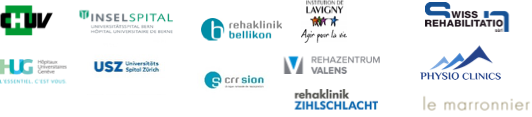 CHUV
INSELSPITAL
UNIVERSITÄTSSPITAL BERN
HÔPITAL UNIVERSITAIRE DE BERNE
rehaklinik
bellikon
INSTITUTION DE
LAVIGNY
Agir pour la vie
SWISS
REHABILITATION
HUG
Hôpitaux
Universitaires
Genève
L'ESSENTIEL, C'EST VOUS.
USZ
Universitäts
Spital Zürich
crr sion
REHAZENTRUM
VALENS
PHYSIO CLINICS
rehaklinik
ZIHLSCHLACHT
le marronnier